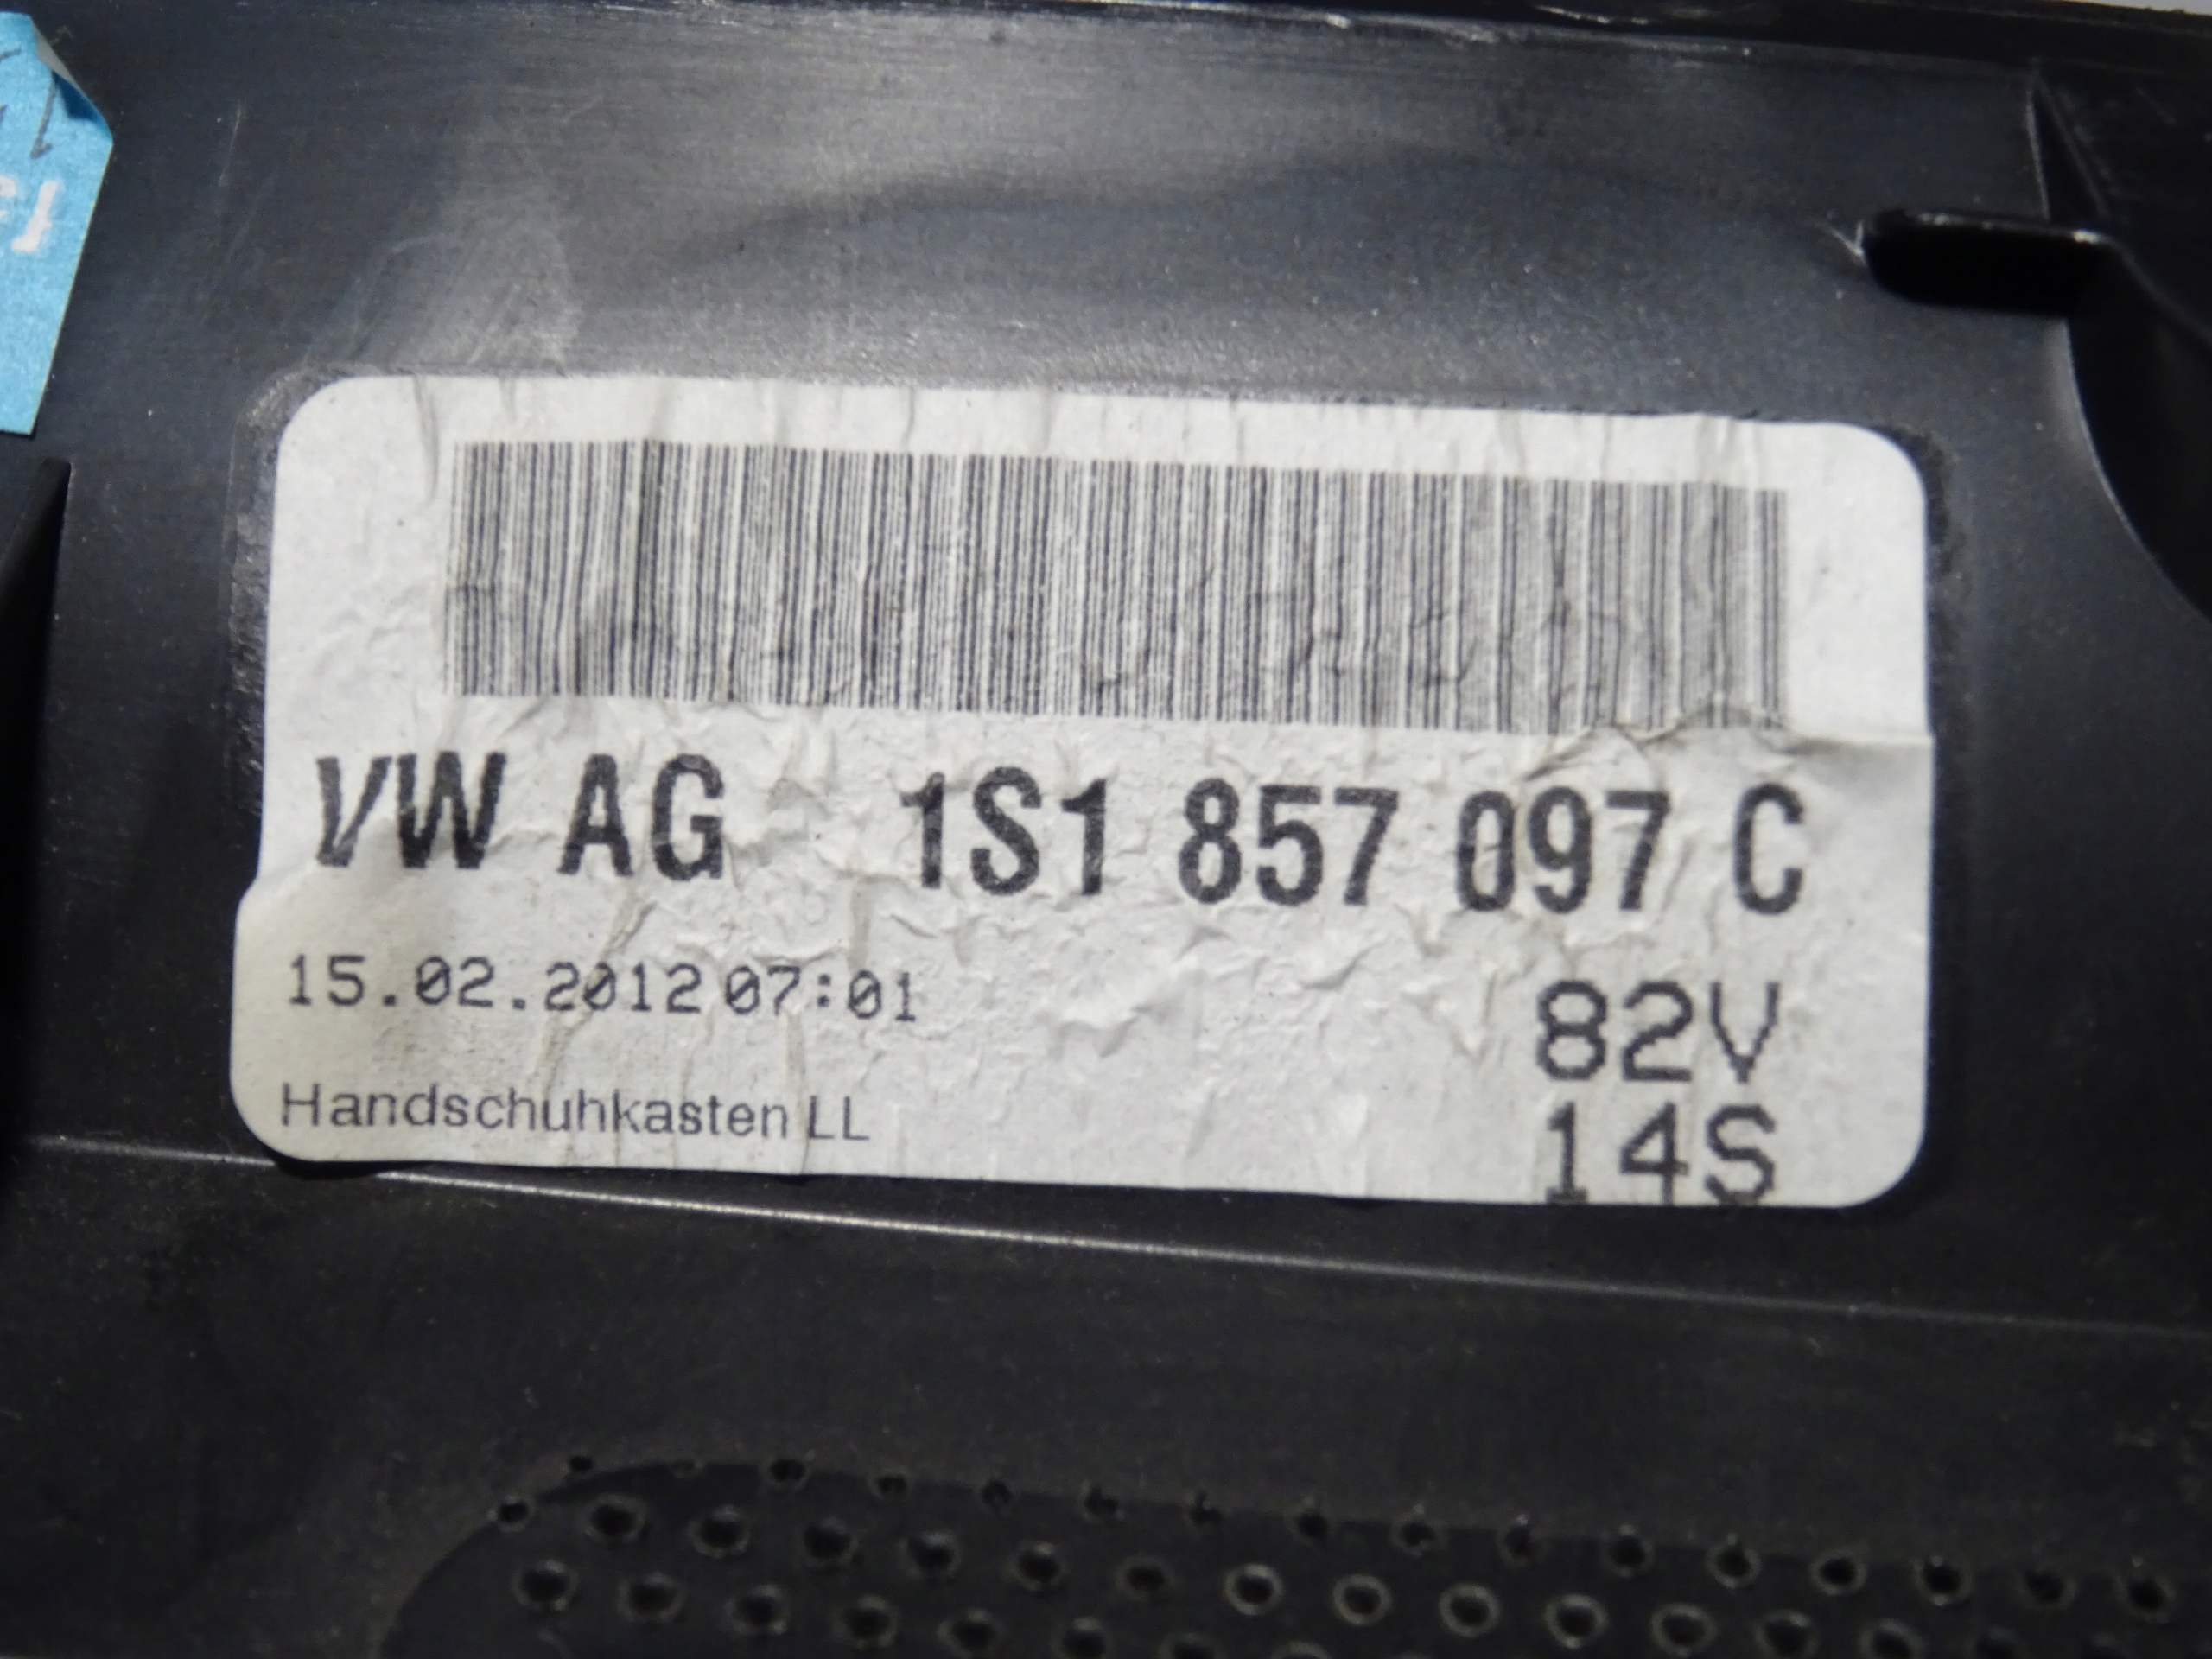 VW AG 1S1 857 097 C
15.02.2012 07:01
82V
Handschuhkasten LL
14S